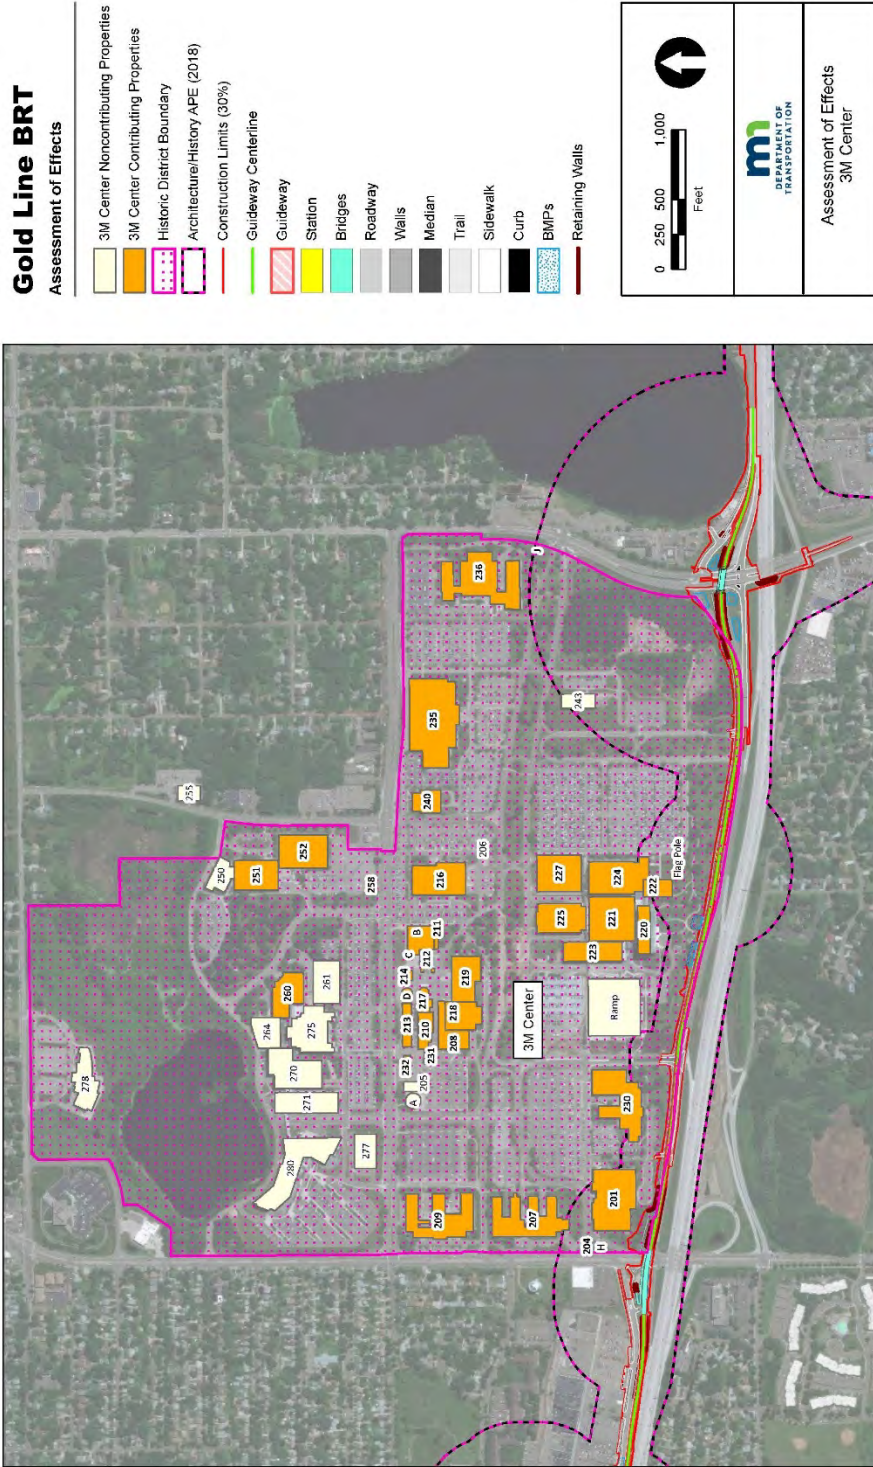 Gold Line BRT
Assessment of Effects
3M Center Noncontributing Properties
3M Center Contributing Properties
Historic District Boundary
Architecture/History APE (2018)
Construction Limits (30%)
Guideway Centerline
Guideway
Station
Bridges
Roadway
Walls
Median
Trail
Sidewalk
Curb
BMPs
Retaining Walls
0 250 500 1,000
Feet
mn
DEPARTMENT OF
TRANSPORTATION
Assessment of Effects
3M Center
278
280
277
271
270
264
275
260
261
250
251
252
255
258
209
207
204
H
201
230
A
205
232
231
213
210
208
D
217
218
214
C
212
219
B
211
216
206
240
235
236
J
243
3M Center
Ramp
223
225
227
221
224
220
222
Flag Pole